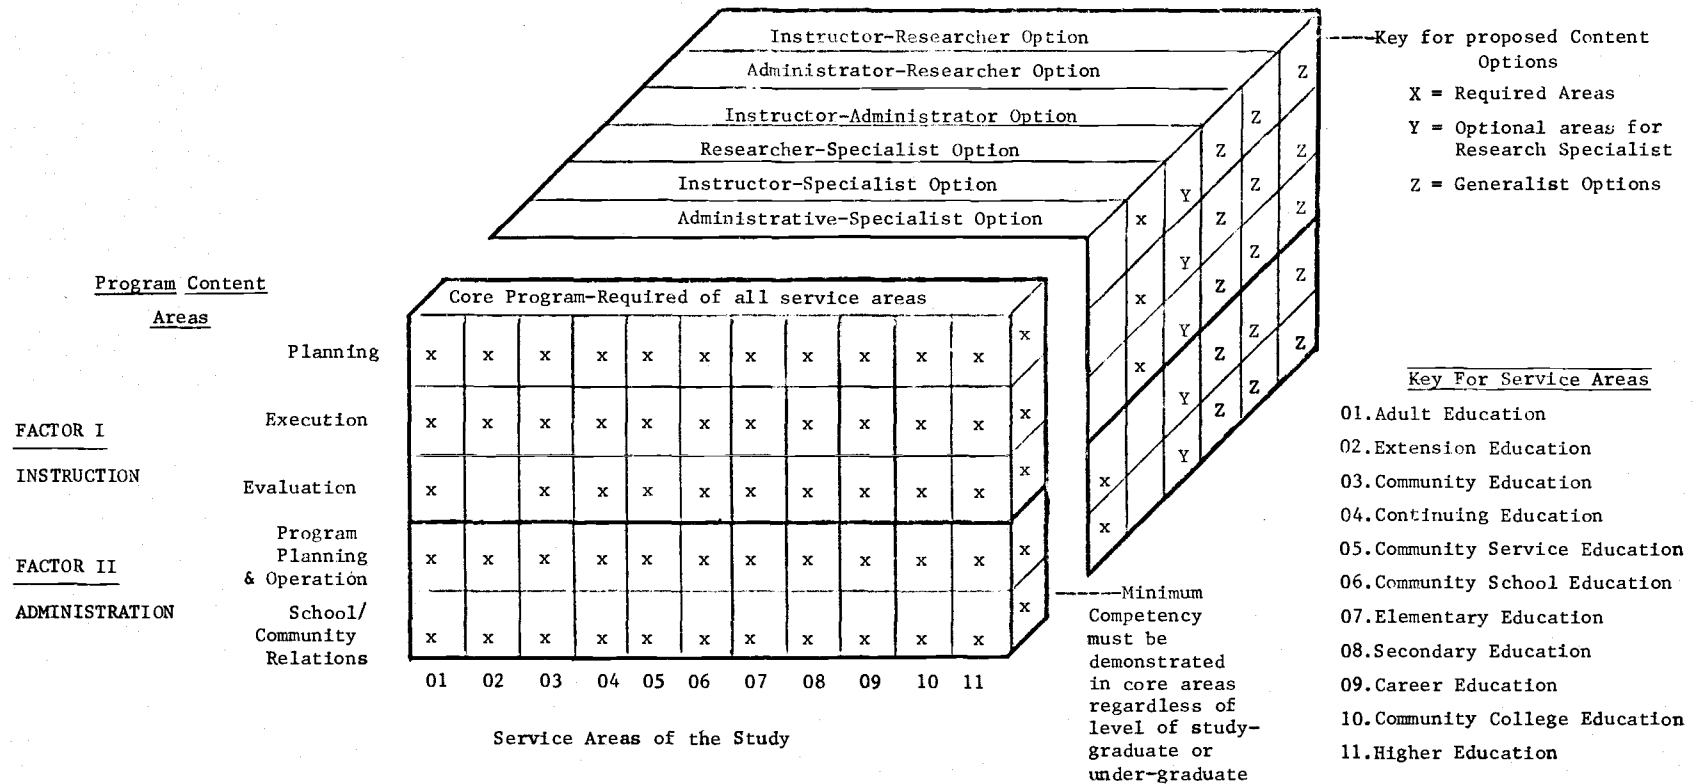 Instructor-Researcher Option
Administrator-Researcher Option
Instructor-Administrator Option
Researcher-Specialist Option
Instructor-Specialist Option
Administrative-Specialist Option
-----Key for proposed Content
Options
X = Required Areas
Y = Optional areas for
Research Specialist
Z = Generalist Options
Z
Z Z
Z Z
Y Z Z
x Z Z
Y Z
x Z Z
Y Z Z
x Z Z
Y Z
x Z
Y
x
Program Content
Areas
Core Program-Required of all service areas
x
Planning x x x x x x x x x x x
Execution x x x x x x x x x x x x
x
Evaluation x x x x x x x x x x
Program
Planning
& Operation x x x x x x x x x x x x
School/
Community
Relations x x x x x x x x x x x x
FACTOR I
INSTRUCTION
FACTOR II
ADMINISTRATION
01 02 03 04 05 06 07 08 09 10 11
Service Areas of the Study
------Minimum
Competency
must be
demonstrated
in core areas
regardless of
level of study-
graduate or
under-graduate
Key For Service Areas
01.Adult Education
02.Extension Education
03.Community Education
04.Continuing Education
05.Community Service Education
06.Community School Education
07.Elementary Education
08.Secondary Education
09.Career Education
10.Community College Education
11.Higher Education